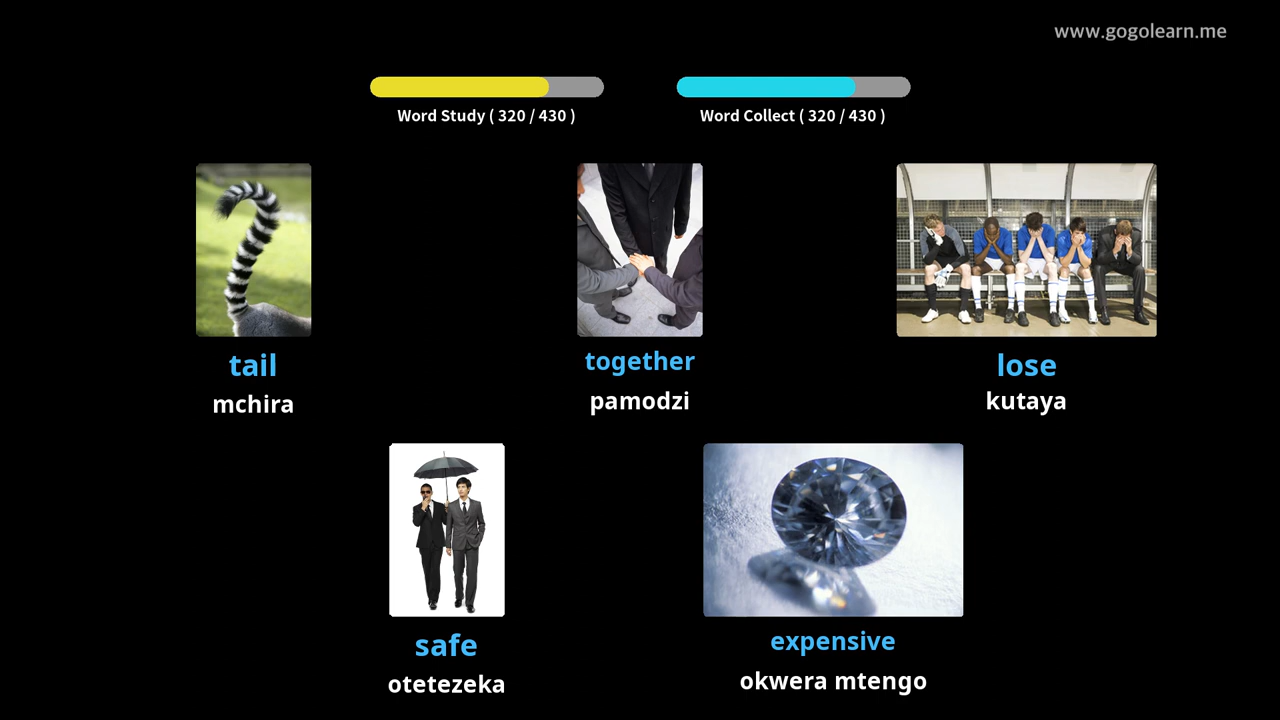 www.gogolearn.me
Word Study ( 320 / 430 )
Word Collect ( 320 / 430 )
tail
mchira
together
pamodzi
lose
kutaya
safe
otetezeka
expensive
okwera mtengo